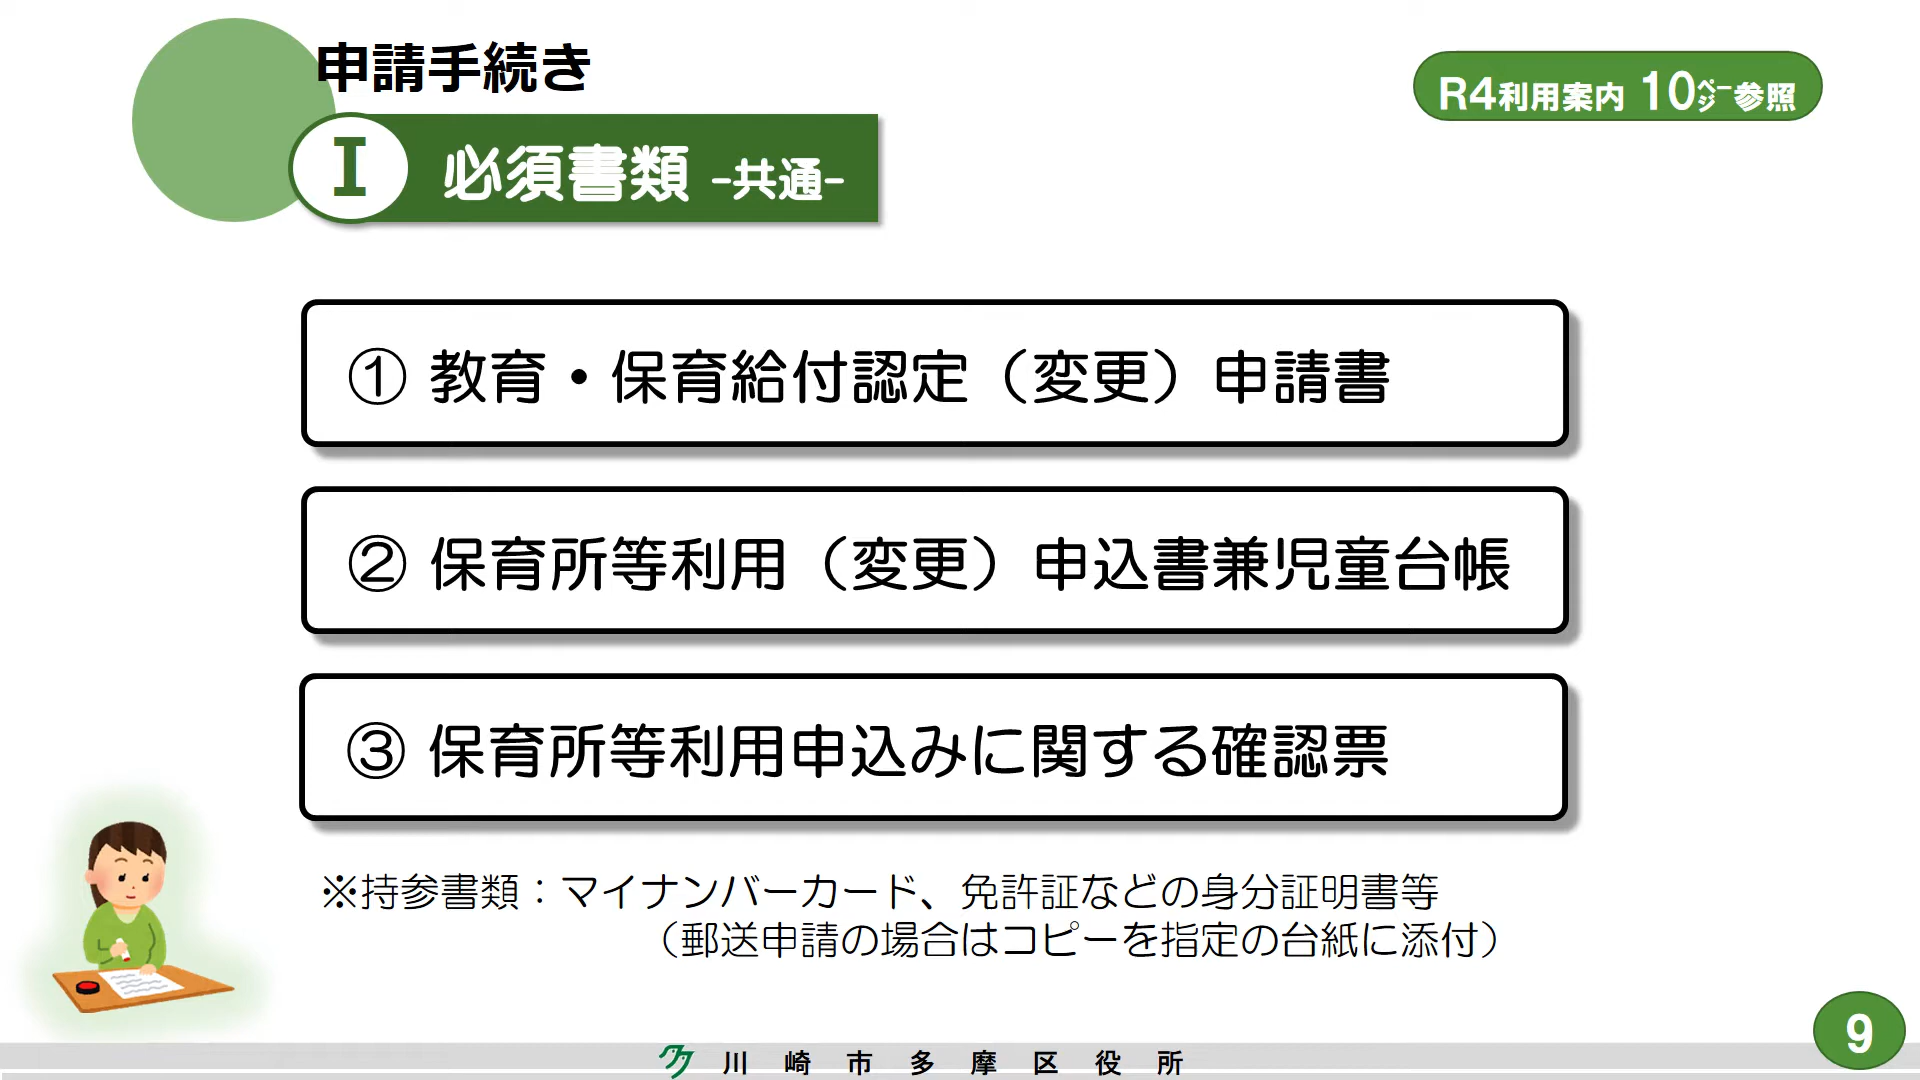 申請手続き
R4利用案内 10㌻参照
Ⅰ 必須書類 -共通-
① 教育・保育給付認定（変更）申請書
② 保育所等利用（変更）申込書兼児童台帳
③ 保育所等利用申込みに関する確認票
※持参書類：マイナンバーカード、免許証などの身分証明書等
（郵送申請の場合はコピーを指定の台紙に添付）
9
川崎市多摩区役所